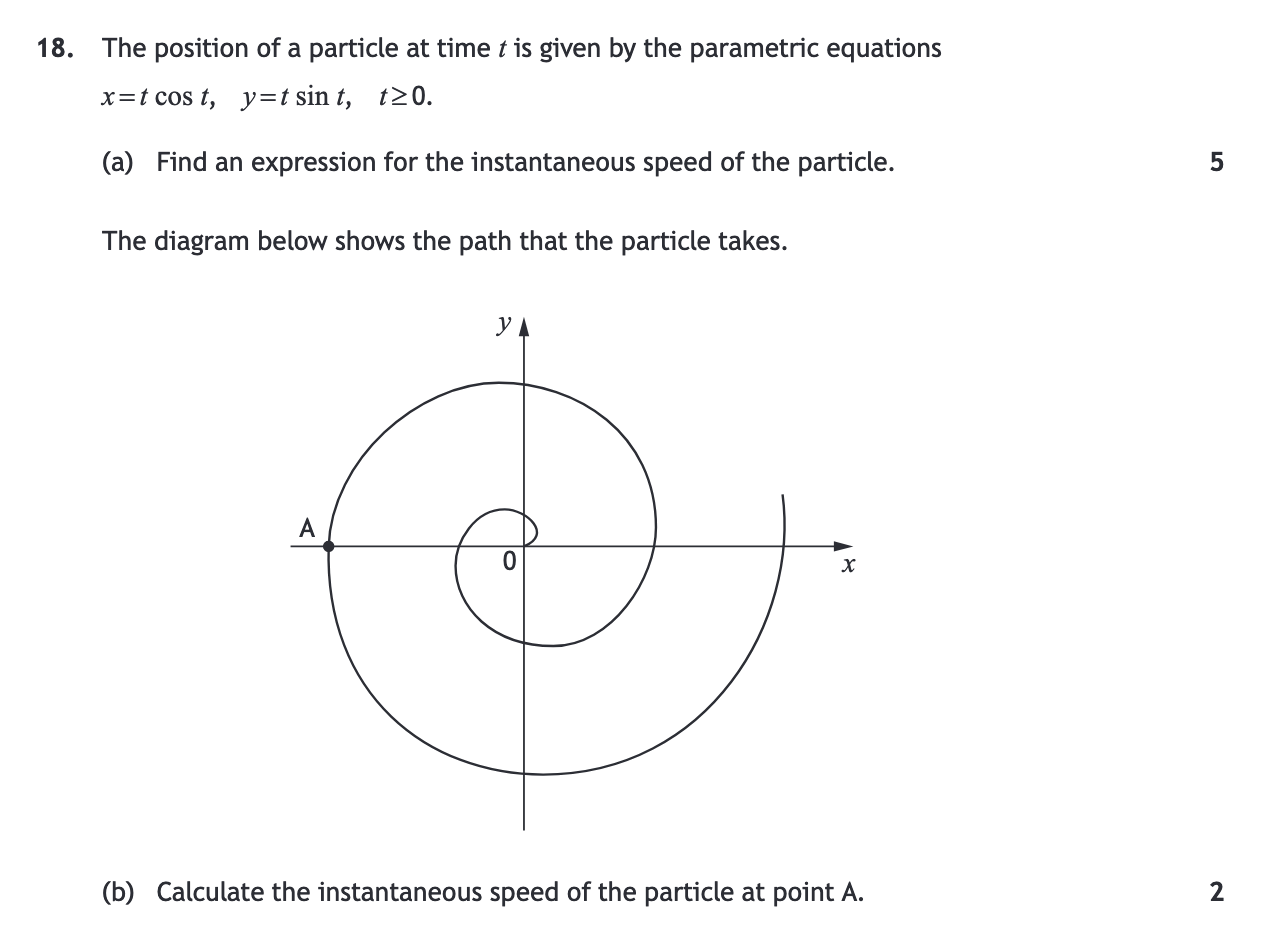 18. The position of a particle at time t is given by the parametric equations
x=t cos t, y=t sin t, t≥0.
(a) Find an expression for the instantaneous speed of the particle. 5
The diagram below shows the path that the particle takes.
y
A
0
x
(b) Calculate the instantaneous speed of the particle at point A. 2